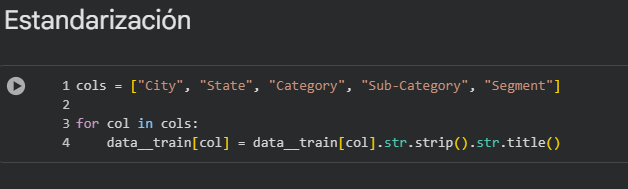 Estandarización
1 cols = ["City", "State", "Category", "Sub-Category", "Segment"]
2
3 for col in cols:
4     data__train[col] = data__train[col].str.strip().str.title()